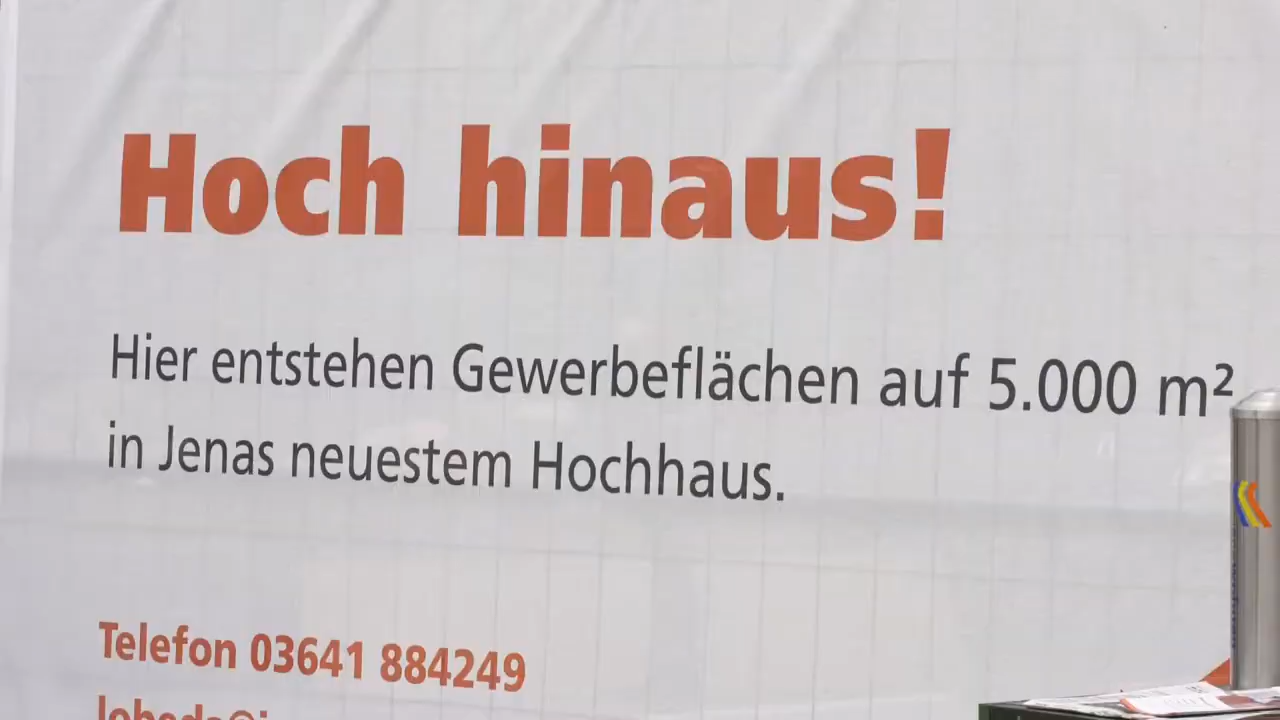 Hoch hinaus!
Hier entstehen Gewerbeflächen auf 5.000 m²
in Jenas neuestem Hochhaus.
Telefon 03641 884249